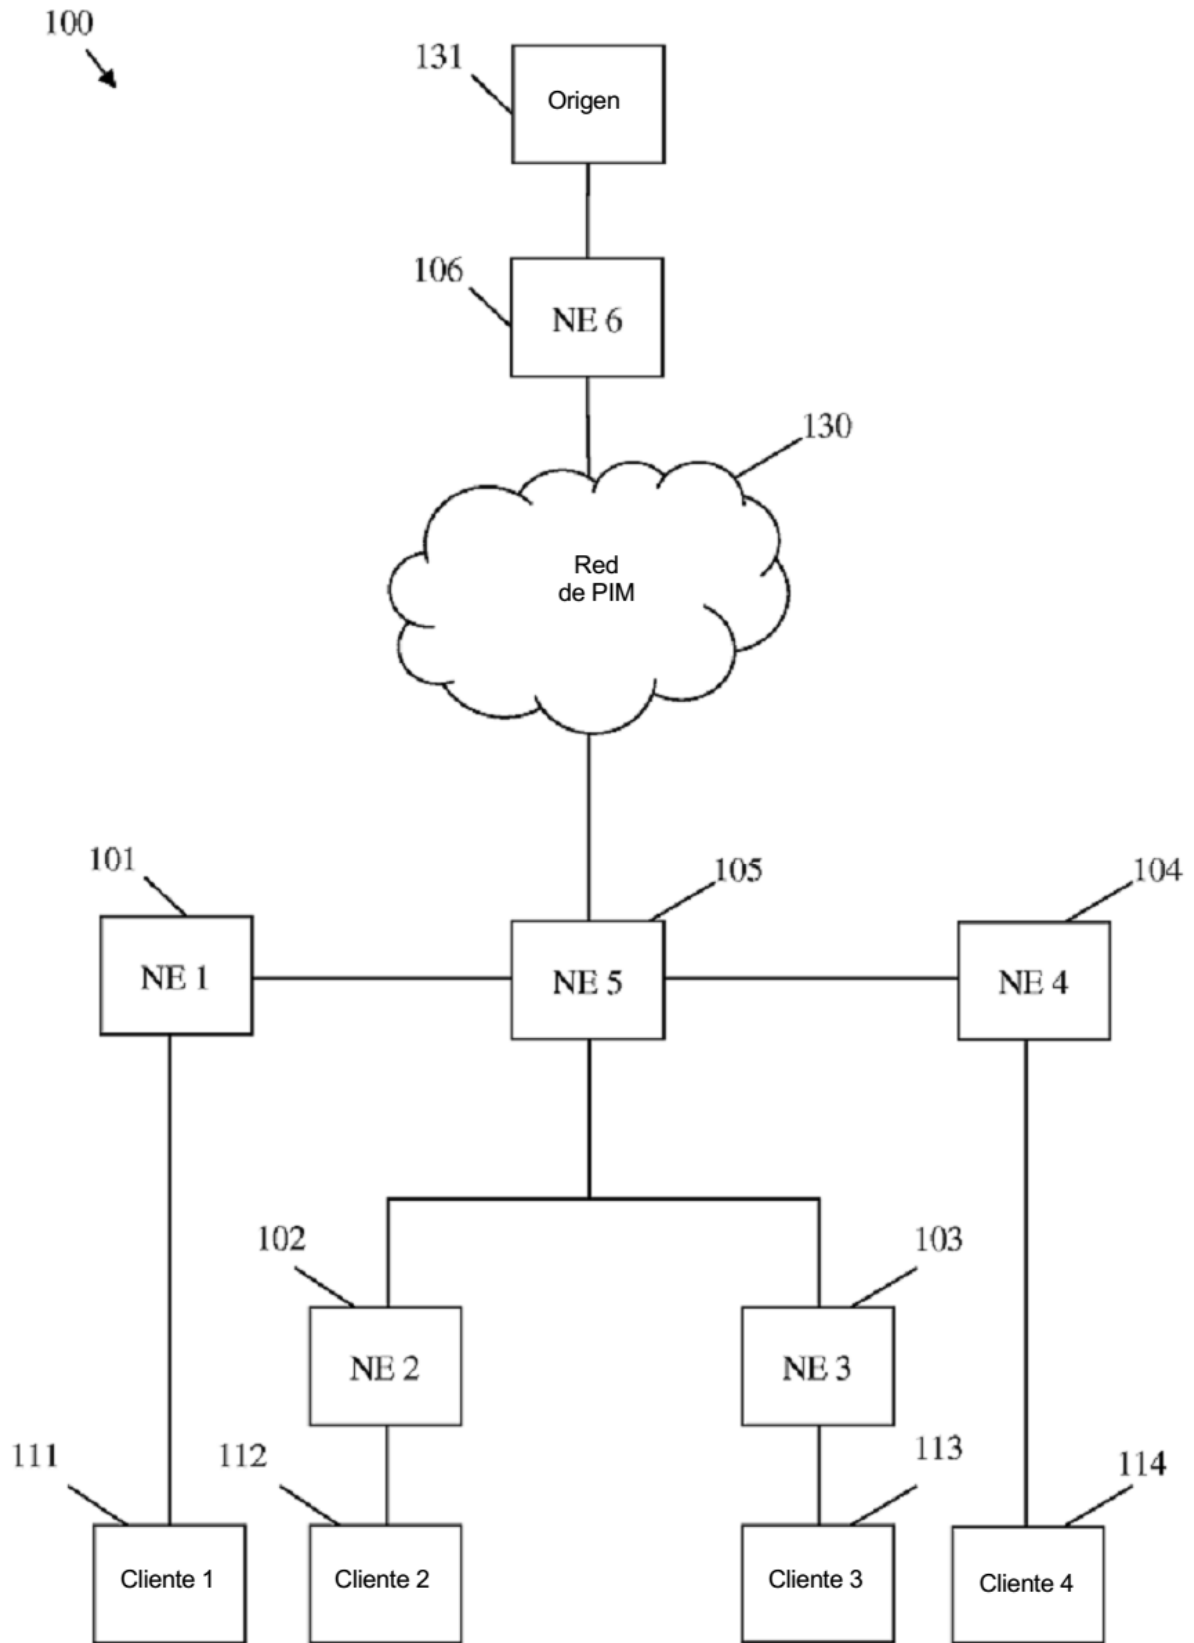 100
131
Origen
106
NE 6
130
Red
de PIM
101
105
104
NE 1
NE 5
NE 4
102
103
NE 2
NE 3
111
112
113
114
Cliente 1
Cliente 2
Cliente 3
Cliente 4